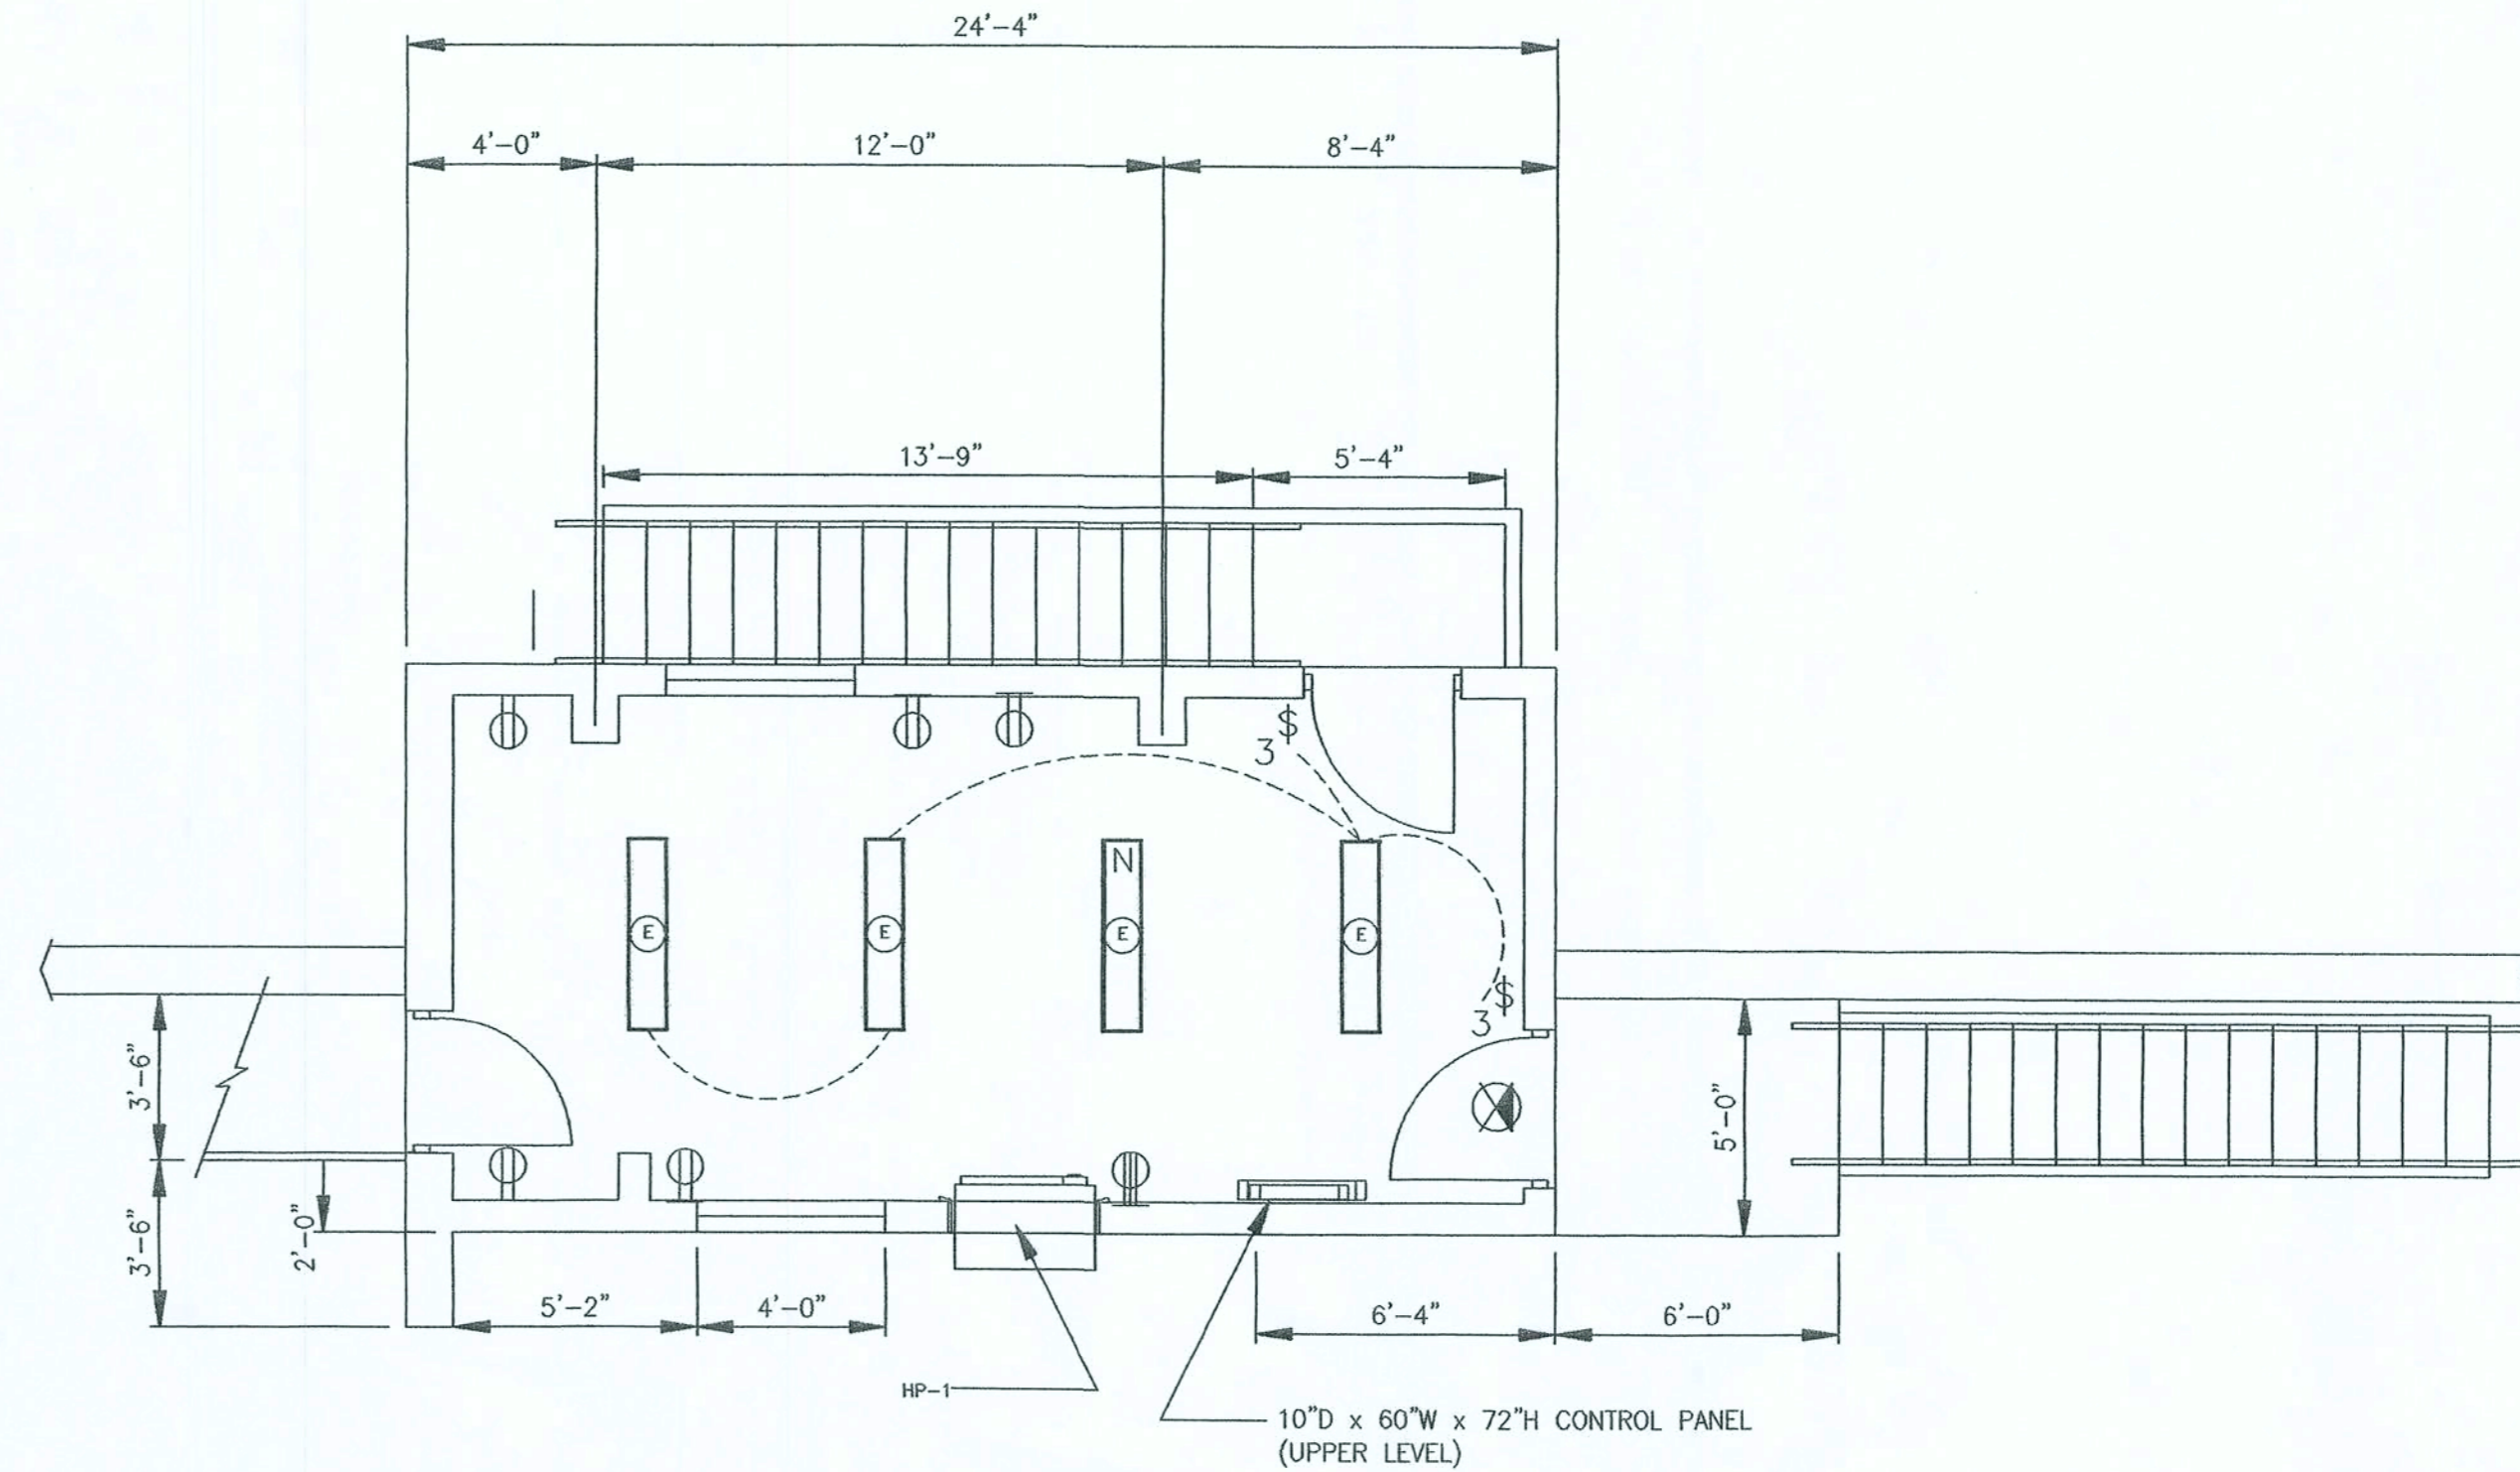 24'-4"
4'-0"
12'-0"
8'-4"
13'-9"
5'-4"
$
3
N
E
E
E
E
$
3
3'-6"
5'-0"
3'-6"
2'-0"
5'-2"
4'-0"
6'-4"
6'-0"
HP-1
10"D x 60"W x 72"H CONTROL PANEL
(UPPER LEVEL)